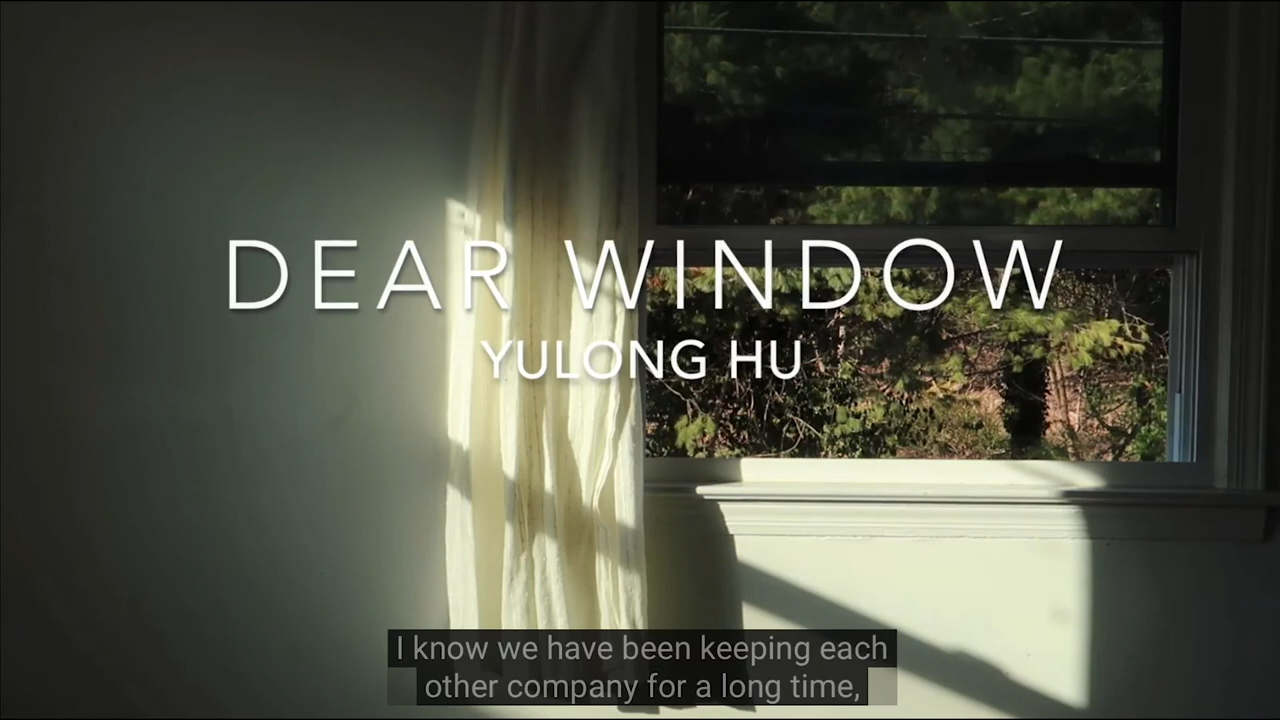 DEAR WINDOW
YULONG HU
I know we have been keeping each
other company for a long time,